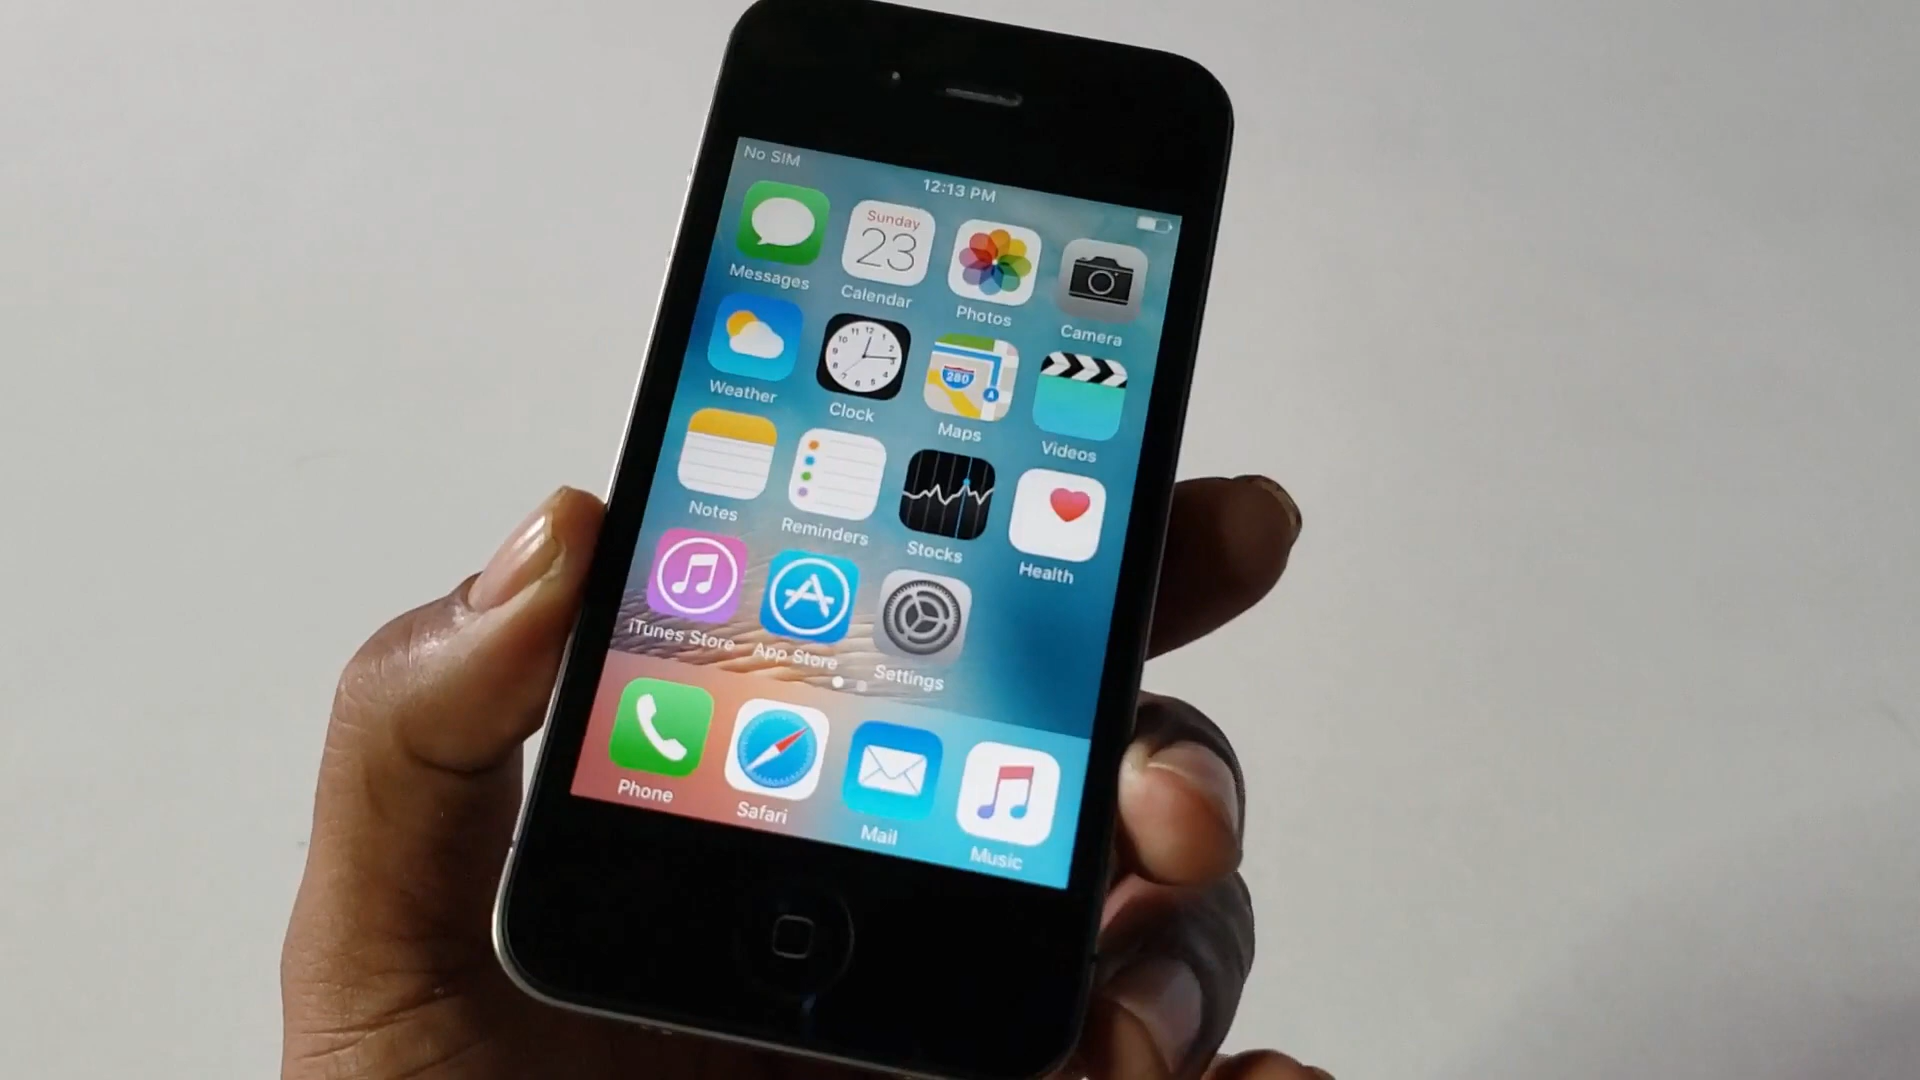 No SIM
12:13 PM
Sunday
23
Messages
Calendar
Photos
Camera
280
Weather
Clock
Maps
Videos
Notes
Reminders
Stocks
Health
iTunes Store
App Store
Settings
Phone
Safari
Mail
Music